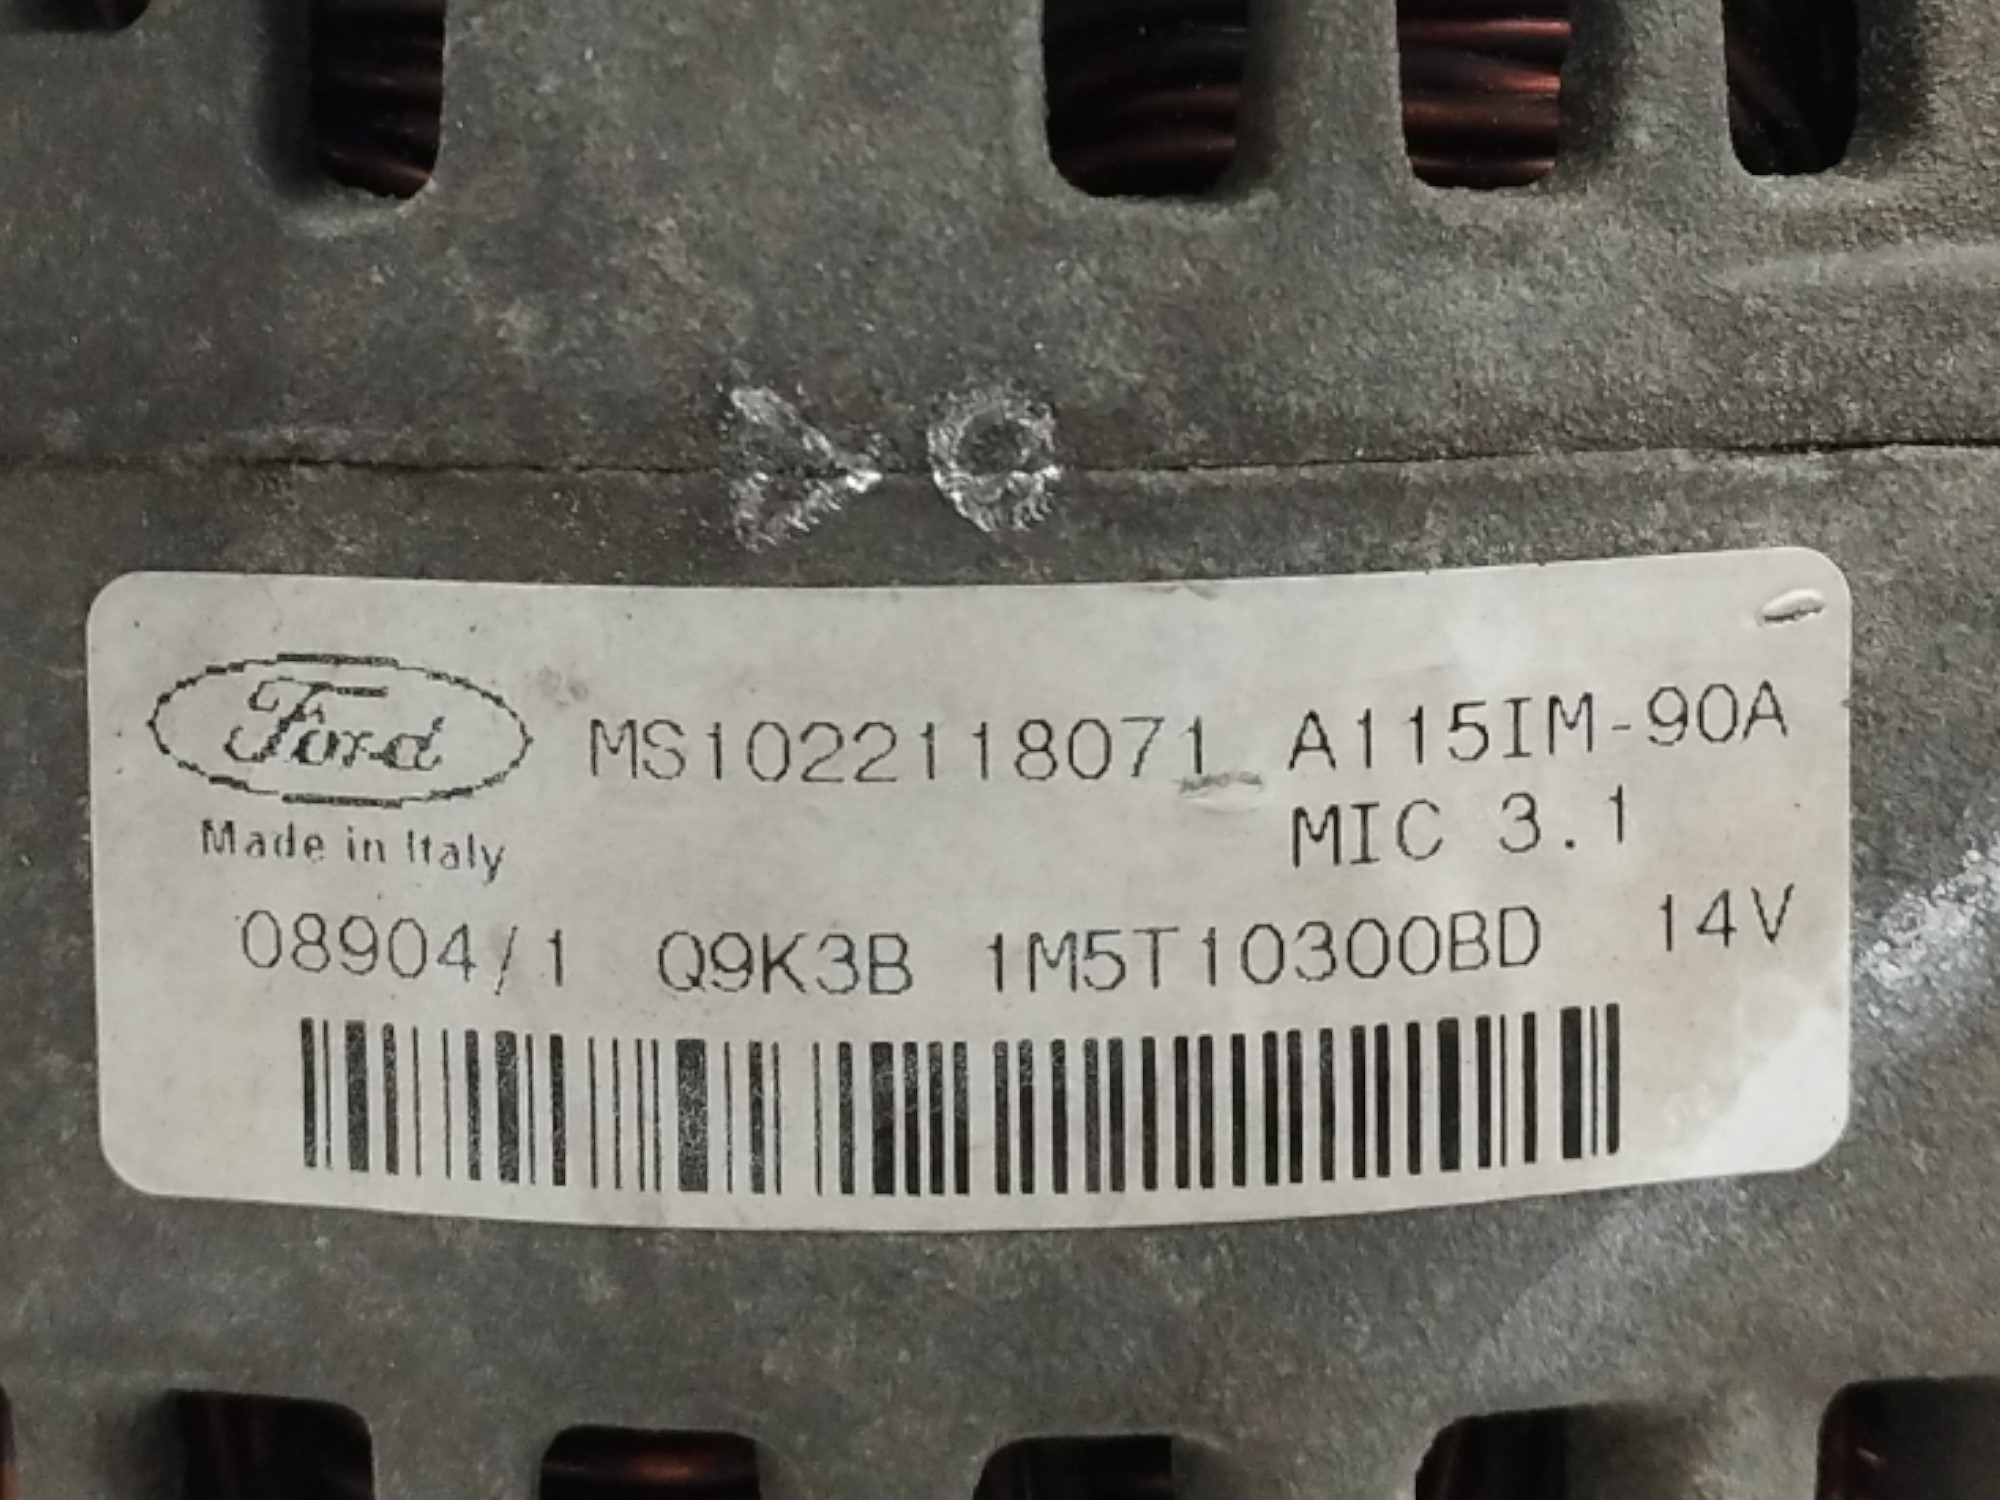 Ford MS1022118071 A115IM-90A
Made in Italy MIC 3.1
08904/1 Q9K3B 1M5T10300BD 14V